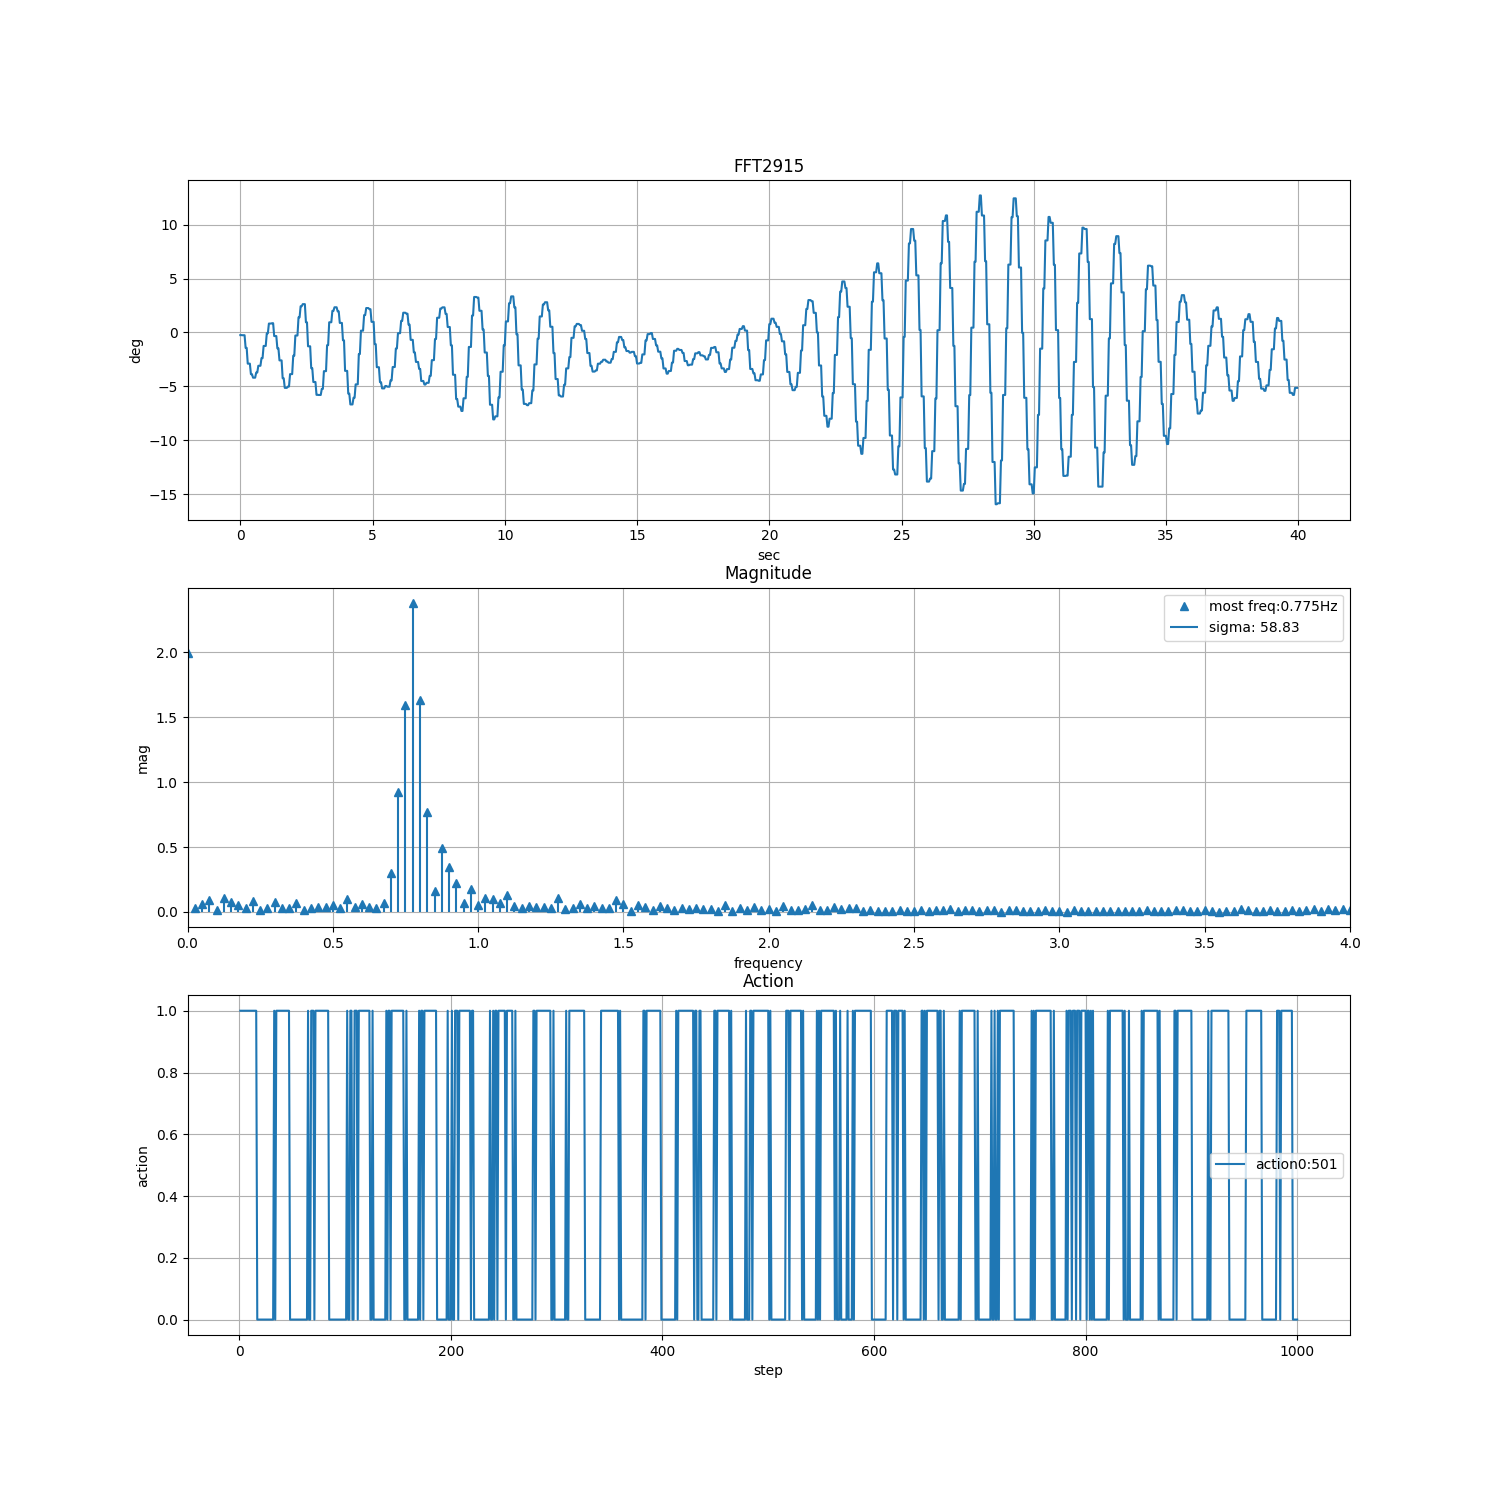 FFT2915
10
5
0
−5
−10
−15
deg
0 5 10 15 20 25 30 35 40
sec
Magnitude
most freq:0.775Hz
sigma: 58.83
2.0
1.5
1.0
0.5
0.0
mag
0.0 0.5 1.0 1.5 2.0 2.5 3.0 3.5 4.0
frequency
Action
1.0
0.8
0.6
0.4
0.2
0.0
action
action0:501
0 200 400 600 800 1000
step